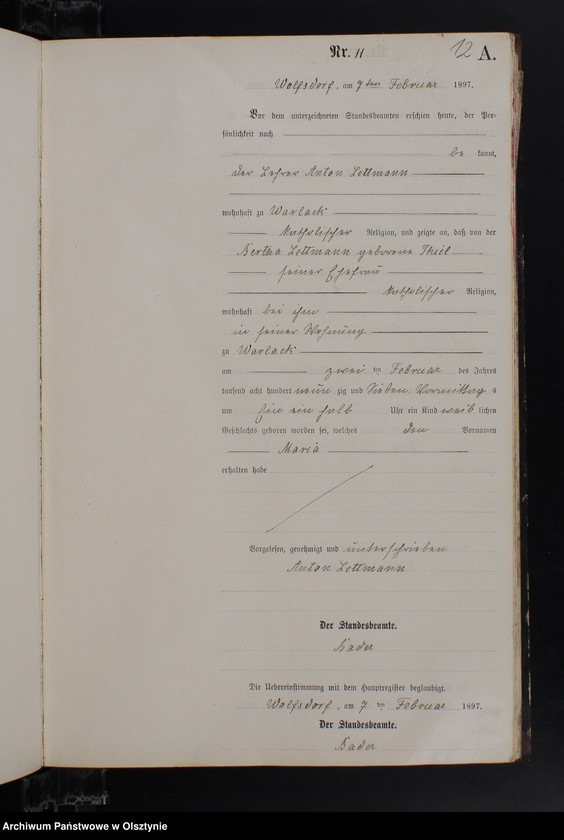 Nr. 11
12 A.
Wolfsdorf, am 7ten Februar 1897.
Vor dem unterzeichneten Standesbeamten erschien heute, der Per-
sönlichkeit nach
be kannt,
der Lehrer Anton Lettmann
wohnhaft zu Warlack
katholischer Religion, und zeigte an, daß von der
Bertha Lettmann geborene Thiel
seiner Ehefrau
katholischer Religion,
wohnhaft bei ihm
in seiner Wohnung
zu Warlack
am zwei ten Februar des Jahres
tausend acht hundert neun zig und sieben, Vormittag s
um ein halb Uhr ein Kind weib lichen
Geschlechts geboren worden sei, welches den Vornamen
Maria
erhalten habe
Vorgelesen, genehmigt und unterschrieben
Anton Lettmann
Der Standesbeamte.
Bader
Die Uebereinstimmung mit dem Hauptregister beglaubigt.
Wolfsdorf, am 7 ten Februar 1897.
Der Standesbeamte.
Bader
Archiwum Państwowe w Olsztynie